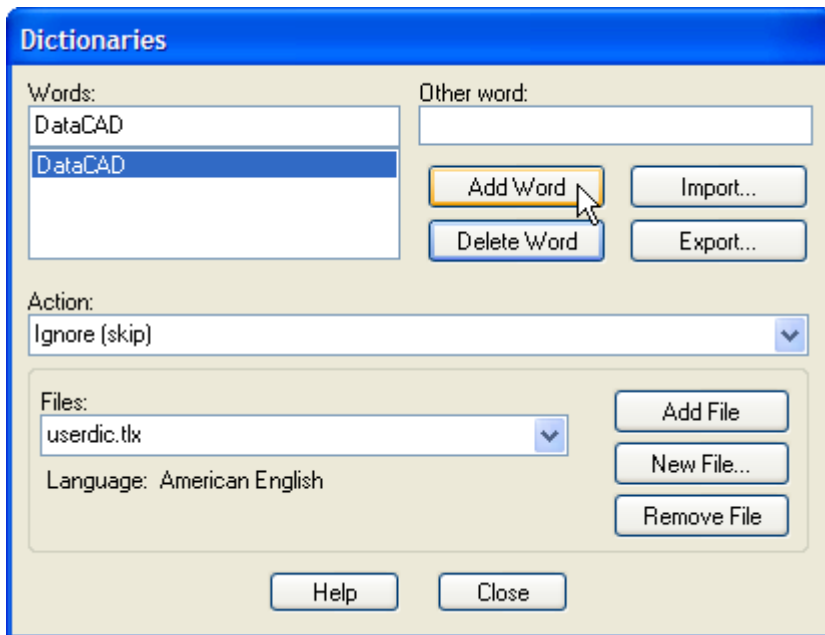 Dictionaries
Words:
DataCAD
DataCAD
Other word:
Add Word
Import...
Delete Word
Export...
Action:
Ignore (skip)
Files:
userdic.tlx
Language: American English
Add File
New File...
Remove File
Help
Close